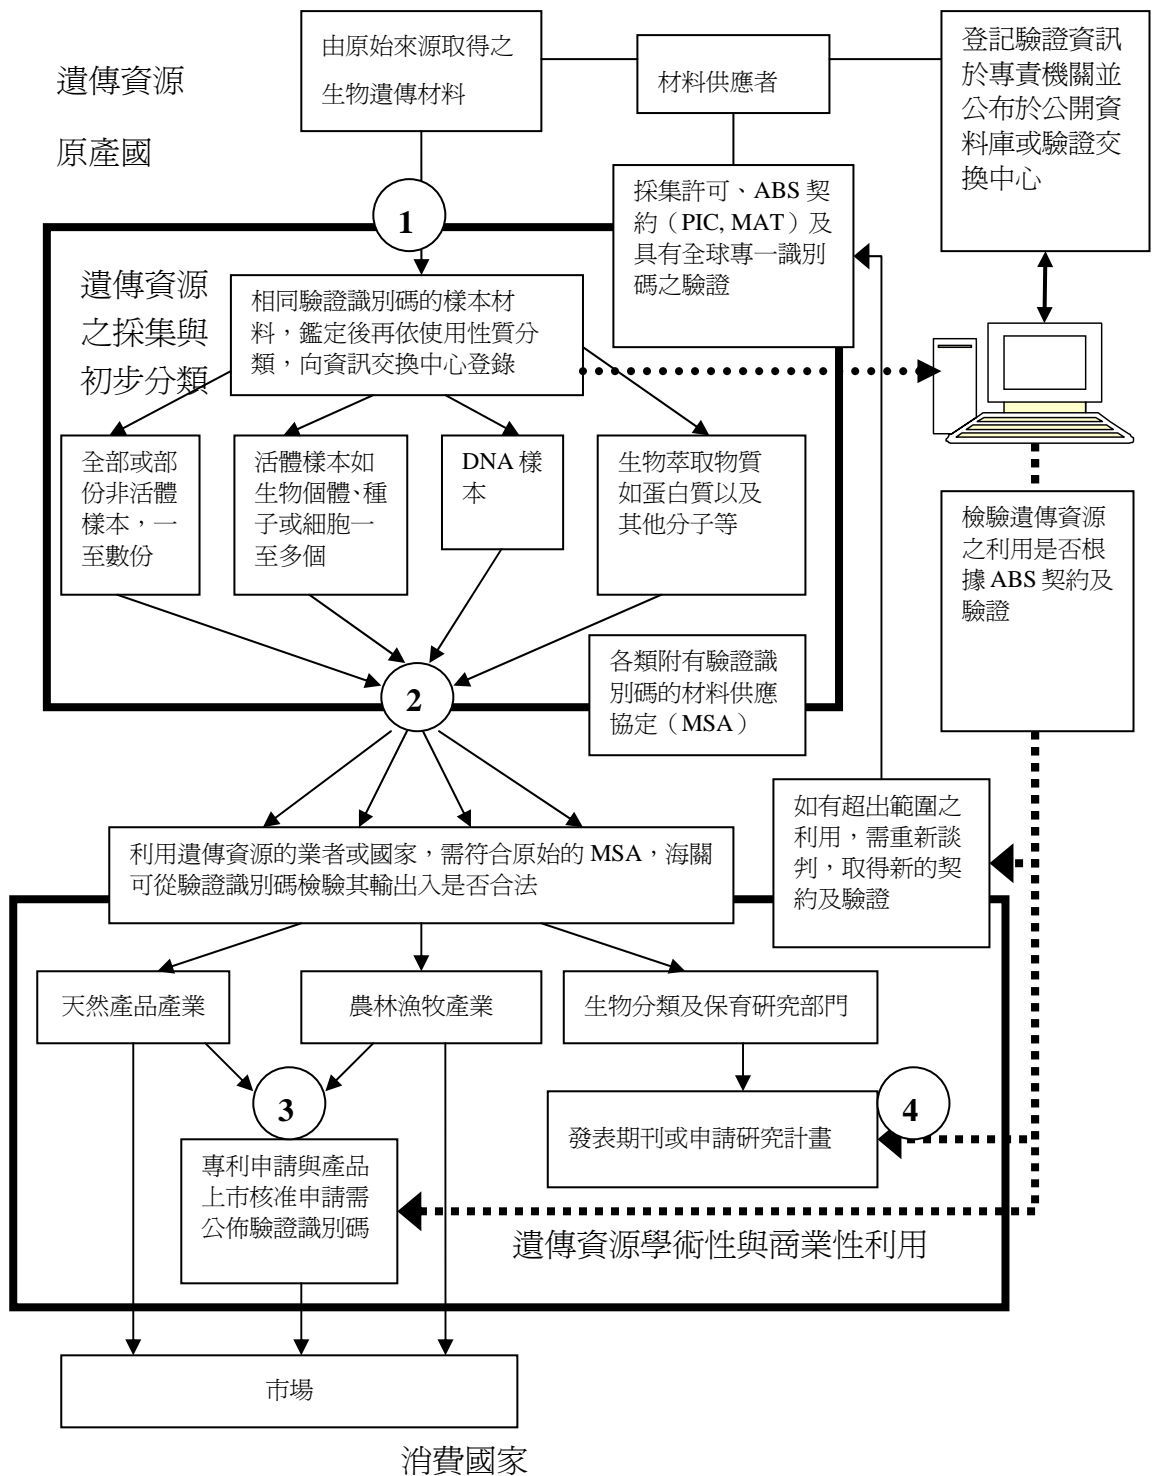 由原始來源取得之
生物遺傳材料
材料供應者
登記驗證資訊
於專責機關並
公布於公開資
料庫或驗證交
換中心
遺傳資源
原產國
1
採集許可、ABS 契
約（PIC, MAT）及
具有全球專一識別
碼之驗證
遺傳資源
之採集與
初步分類
相同驗證識別碼的樣本材
料，鑑定後再依使用性質分
類，向資訊交換中心登錄
全部或部
份非活體
樣本，一
至數份
活體樣本如
生物個體、種
子或細胞一
至多個
DNA 樣
本
生物萃取物質
如蛋白質以及
其他分子等
檢驗遺傳資源
之利用是否根
據 ABS 契約及
驗證
2
各類附有驗證識
別碼的材料供應
協定（MSA）
如有超出範圍之
利用，需重新談
判，取得新的契
約及驗證
利用遺傳資源的業者或國家，需符合原始的 MSA，海關
可從驗證識別碼檢驗其輸出入是否合法
天然產品產業
農林漁牧產業
生物分類及保育研究部門
3
4
發表期刊或申請研究計畫
專利申請與產品
上市核准申請需
公佈驗證識別碼
遺傳資源學術性與商業性利用
市場
消費國家